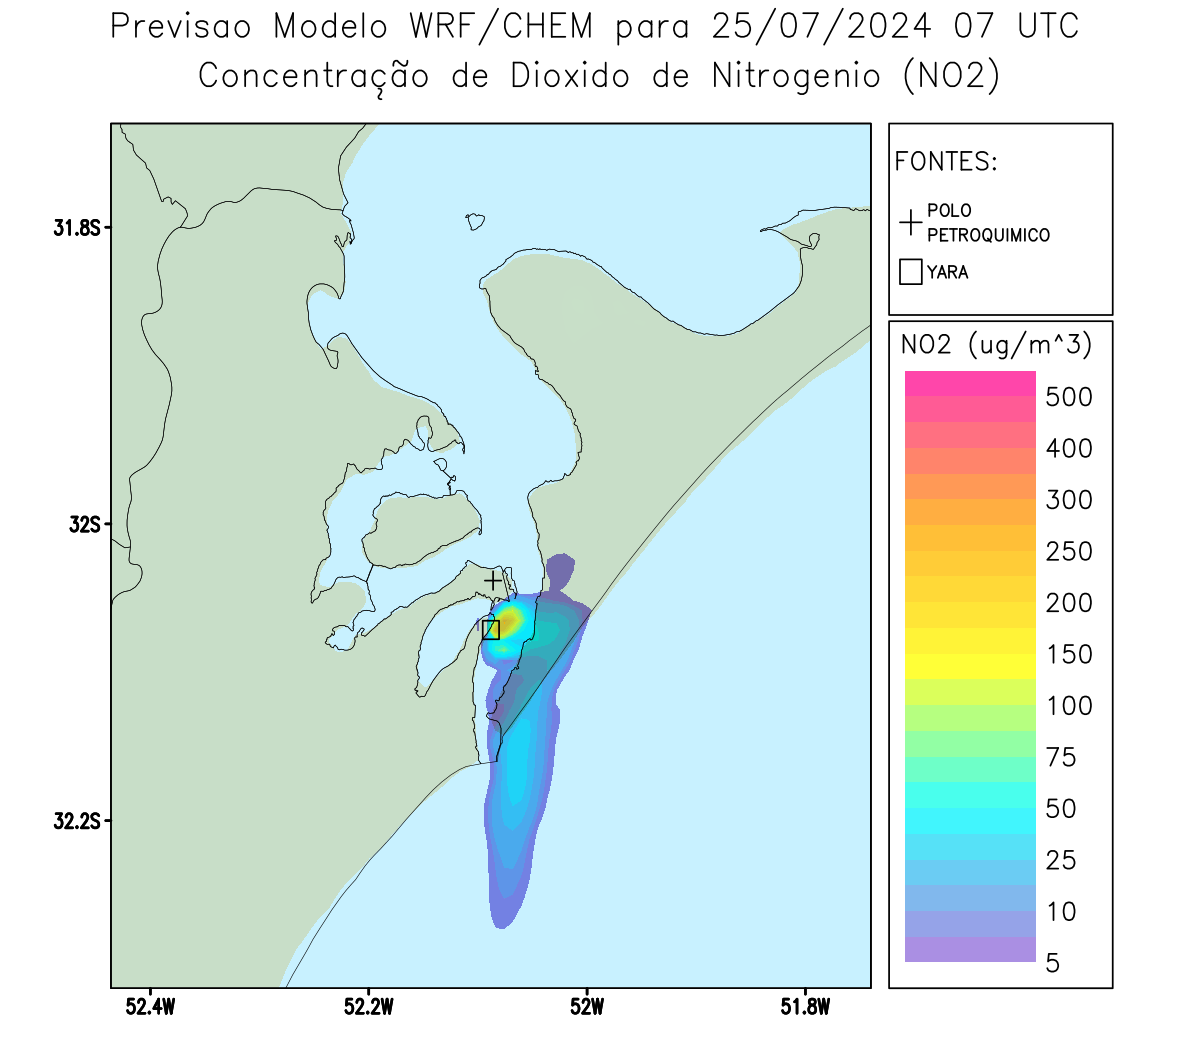 Previsao Modelo WRF/CHEM para 25/07/2024 07 UTC
Concentração de Dioxido de Nitrogenio (NO2)
FONTES:
POLO
PETROQUIMICO
YARA
NO2 (ug/m^3)
500
400
300
250
200
150
100
75
50
25
10
5
31.8S
32S
32.2S
52.4W
52.2W
52W
51.8W